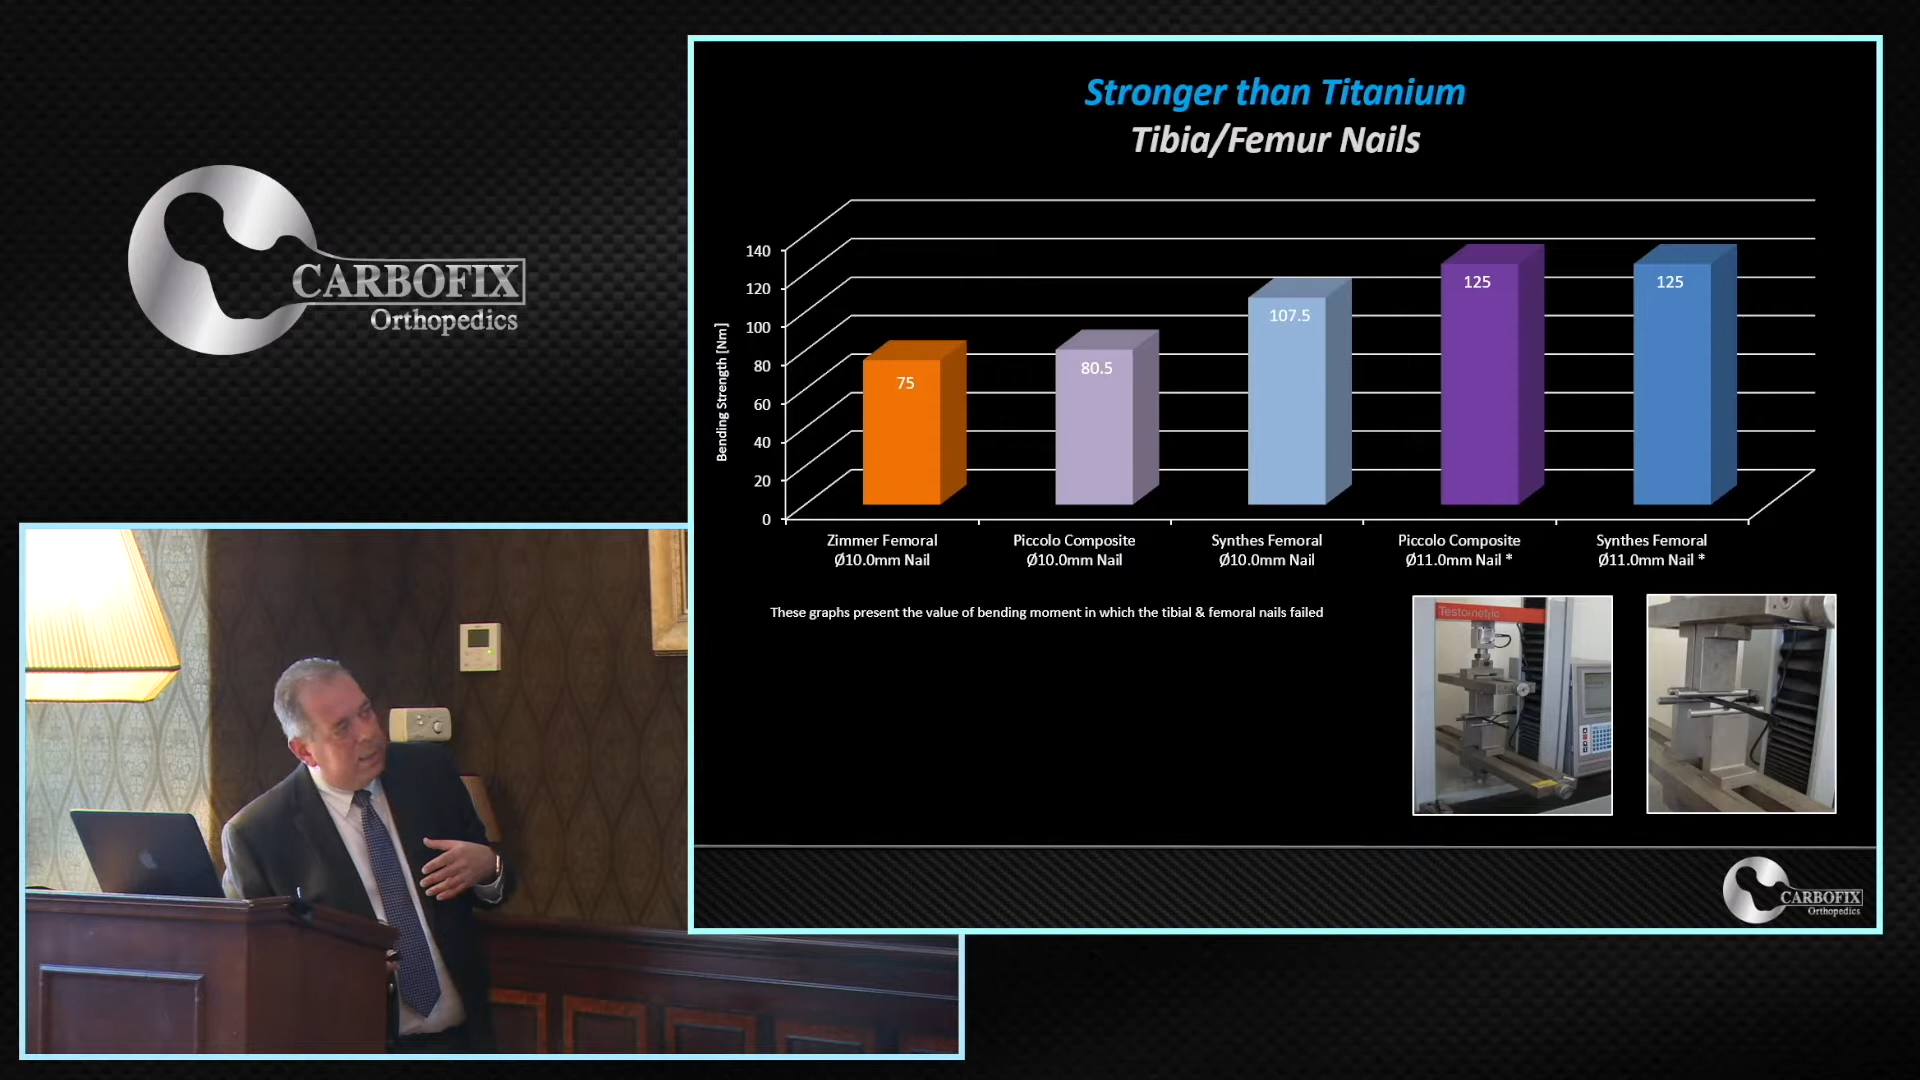 CARBOFIX
Orthopedics
Stronger than Titanium
Tibia/Femur Nails
Bending Strength [Nm]
140
120
100
80
60
40
20
0
75
80.5
107.5
125
125
Zimmer Femoral
Ø10.0mm Nail
Piccolo Composite
Ø10.0mm Nail
Synthes Femoral
Ø10.0mm Nail
Piccolo Composite
Ø11.0mm Nail *
Synthes Femoral
Ø11.0mm Nail *
These graphs present the value of bending moment in which the tibial & femoral nails failed
Testometric
CARBOFIX
Orthopedics